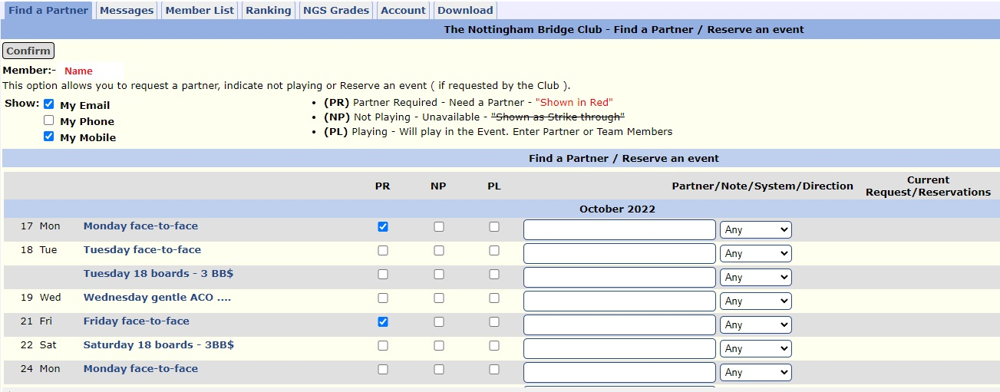 Find a Partner Messages Member List Ranking NGS Grades Account Download
The Nottingham Bridge Club - Find a Partner / Reserve an event
Confirm
Member:- Name
This option allows you to request a partner, indicate not playing or Reserve an event ( if requested by the Club ).
Show: My Email
My Phone
My Mobile
(PR) Partner Required - Need a Partner - "Shown in Red"
(NP) Not Playing - Unavailable - "Shown as Strike through"
(PL) Playing - Will play in the Event. Enter Partner or Team Members
Find a Partner / Reserve an event
PR NP PL Partner/Note/System/Direction Current
Request/Reservations
October 2022
17 Mon Monday face-to-face Any
18 Tue Tuesday face-to-face Any
Tuesday 18 boards - 3 BB$ Any
19 Wed Wednesday gentle ACO .... Any
21 Fri Friday face-to-face Any
22 Sat Saturday 18 boards - 3BB$ Any
24 Mon Monday face-to-face Any